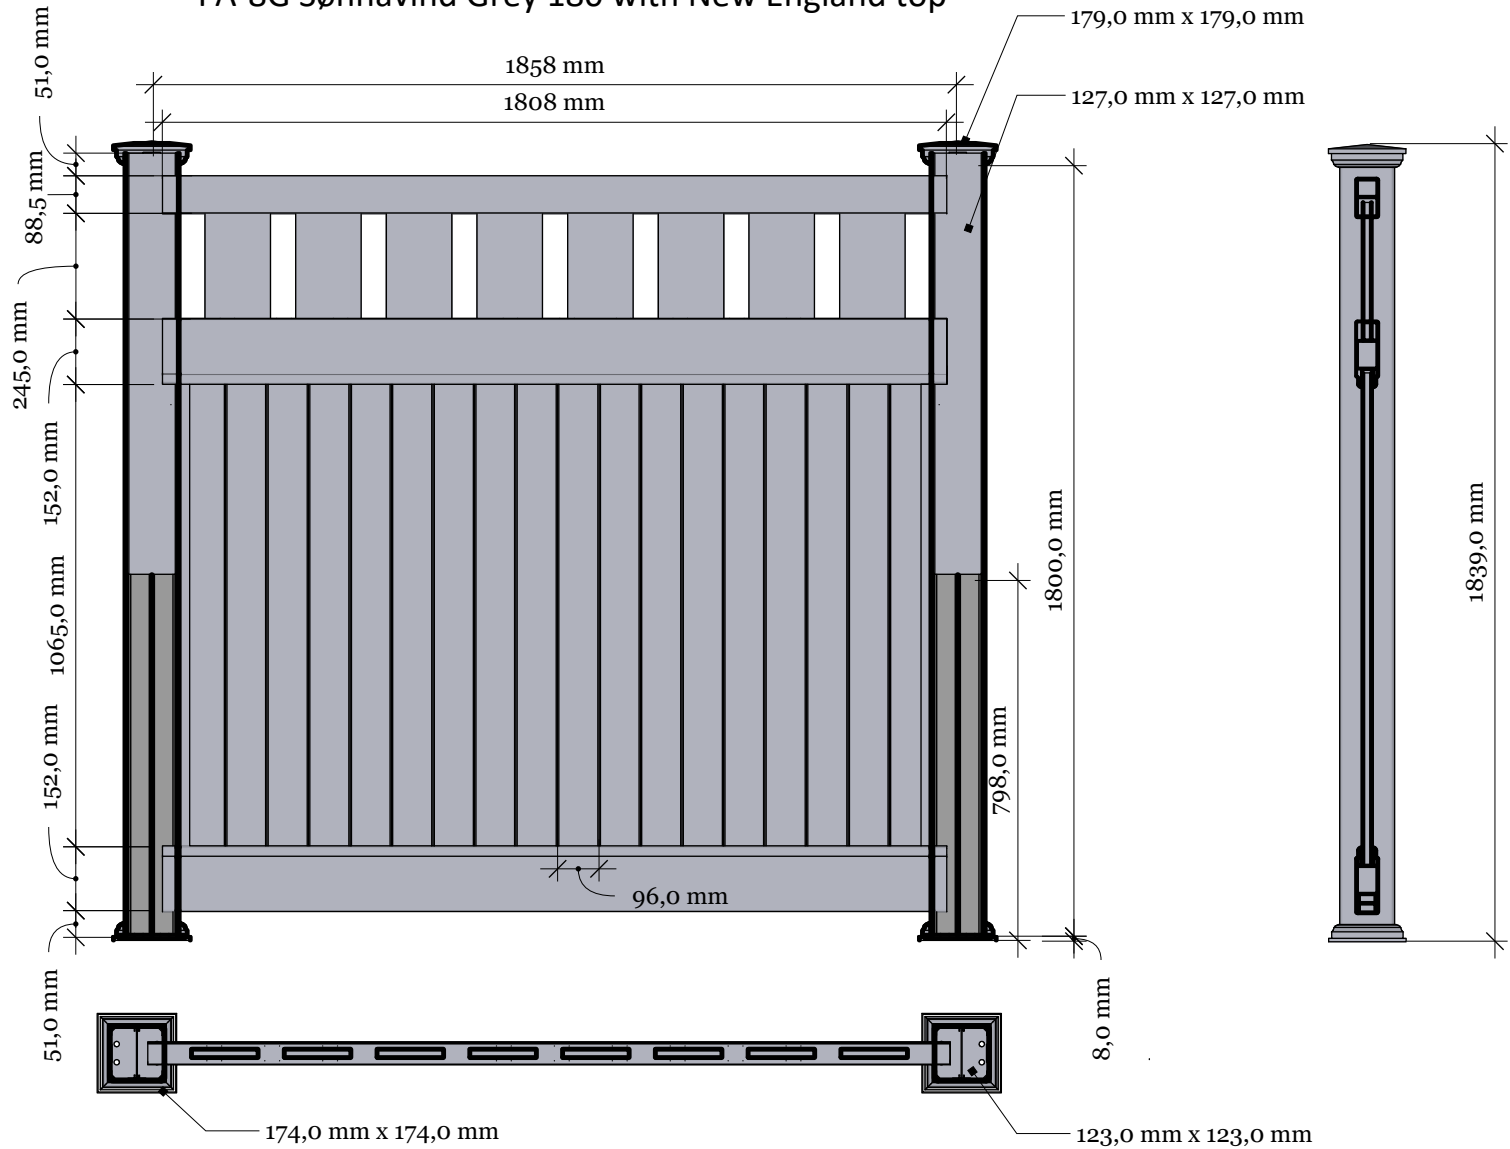 Sønnavind Grey 180 with New England top
179,0 mm x 179,0 mm
51,0 mm
1858 mm
1808 mm
127,0 mm x 127,0 mm
88,5 mm
245,0 mm
152,0 mm
1065,0 mm
152,0 mm
51,0 mm
96,0 mm
798,0 mm
1800,0 mm
8,0 mm
1839,0 mm
174,0 mm x 174,0 mm
123,0 mm x 123,0 mm